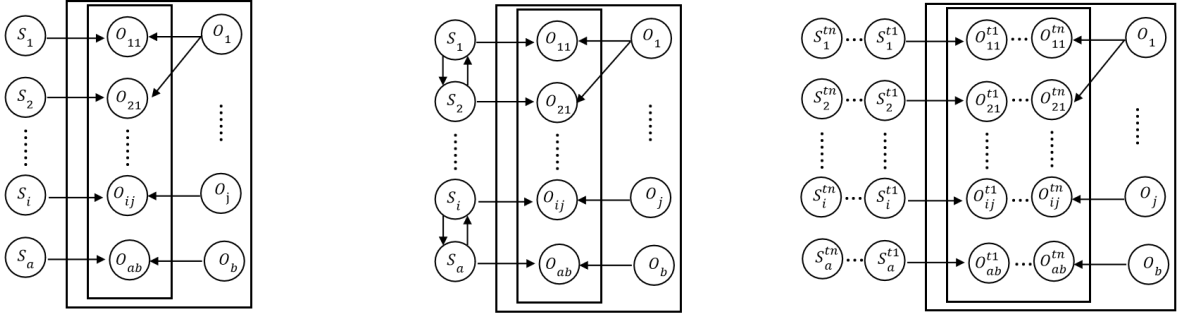 S_1 O_11 O_1
S_2 O_21
S_i O_ij O_j
S_a O_ab O_b
S_1 O_11 O_1
S_2 O_21
S_i O_ij O_j
S_a O_ab O_b
S_1^tn S_1^t1 O_11^t1 O_11^tn O_1
S_2^tn S_2^t1 O_21^t1 O_21^tn
S_i^tn S_i^t1 O_ij^t1 O_ij^tn O_j
S_a^tn S_a^t1 O_ab^t1 O_ab^tn O_b